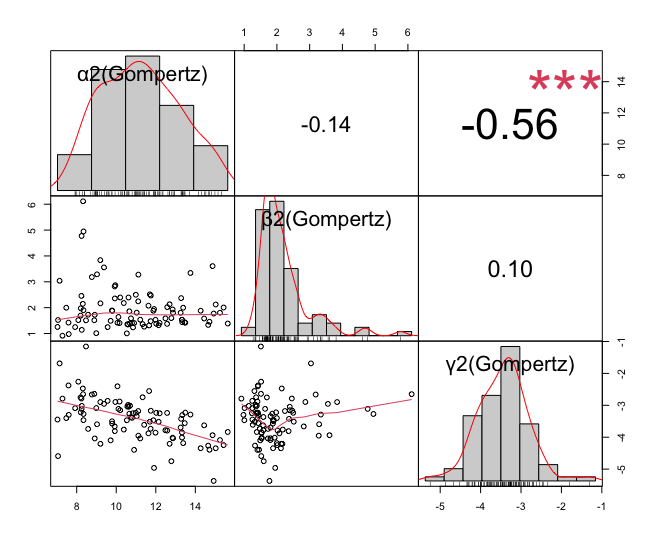 1 2 3 4 5 6
α2(Gompertz)
-0.14
***
-0.56
8 10 12 14
1 2 3 4 5 6
β2(Gompertz)
0.10
γ2(Gompertz)
-5 -4 -3 -2 -1
8 10 12 14
-5 -4 -3 -2 -1